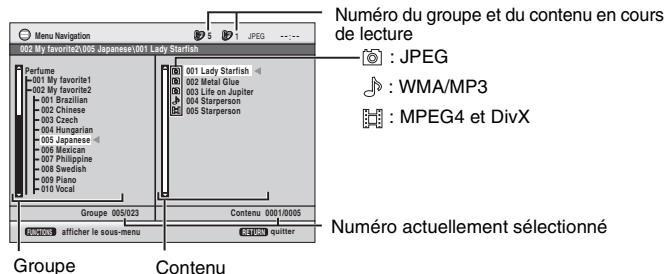 Numéro du groupe et du contenu en cours
de lecture
Menu Navigation 5 1 JPEG --:--
002 My favorite2\005 Japanese\001 Lady Starfish
Perfume
001 My favorite1
002 My favorite2
001 Brazilian
002 Chinese
003 Czech
004 Hungarian
005 Japanese
006 Mexican
007 Philippine
008 Swedish
009 Piano
010 Vocal
001 Lady Starfish
002 Metal Glue
003 Life on Jupiter
004 Starperson
005 Starperson
: JPEG
: WMA/MP3
: MPEG4 et DivX
Groupe 005/023
Contenu 0001/0005
Numéro actuellement sélectionné
FUNCTIONS afficher le sous-menu
RETURN quitter
Groupe
Contenu